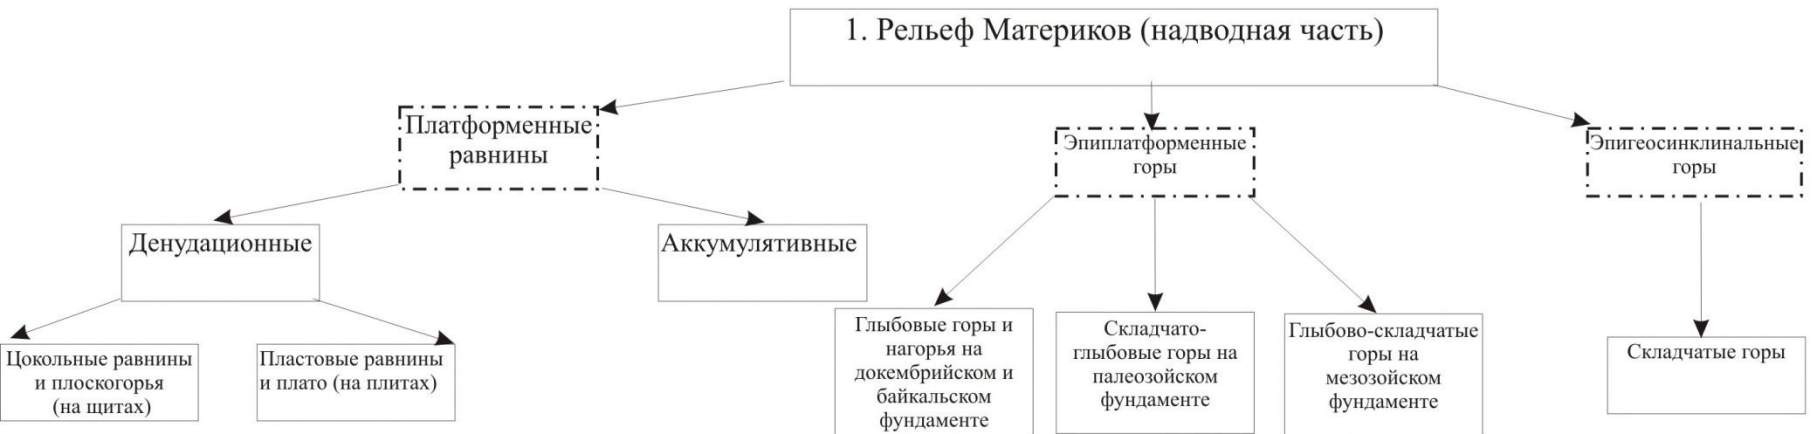 1. Рельеф Материков (надводная часть)
Платформенные
равнины
Эпиплатформенные
горы
Эпигеосинклинальные
горы
Денудационные
Аккумулятивные
Цокольные равнины
и плоскогорья
(на щитах)
Пластовые равнины
и плато (на плитах)
Глыбовые горы и
нагорья на
докембрийском и
байкальском
фундаменте
Складчато-
глыбовые горы на
палеозойском
фундаменте
Глыбово-складчатые
горы на
мезозойском
фундаменте
Складчатые горы